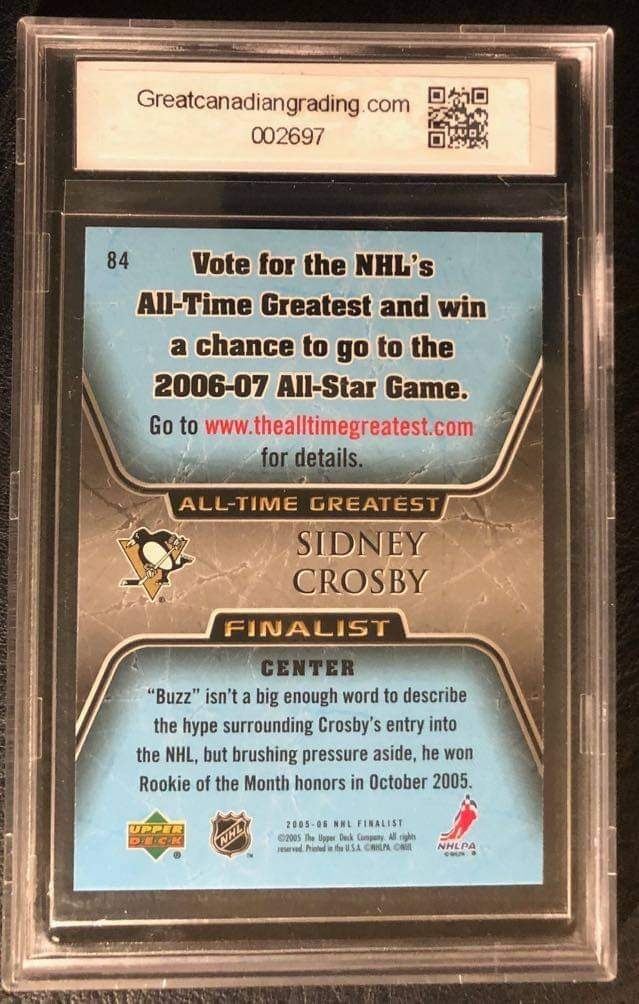 Greatcanadiangrading.com
002697
84
Vote for the NHL's
All-Time Greatest and win
a chance to go to the
2006-07 All-Star Game.
Go to www.thealltimegreatest.com
for details.
ALL-TIME GREATEST
SIDNEY
CROSBY
FINALIST
CENTER
"Buzz" isn't a big enough word to describe
the hype surrounding Crosby's entry into
the NHL, but brushing pressure aside, he won
Rookie of the Month honors in October 2005.
UPPER
DECK
®
NHL
TM
2005-06 NHL FINALIST
©2005 The Upper Deck Company. All rights
reserved. Printed in the U.S.A. ©NHLPA ©NHL
NHLPA